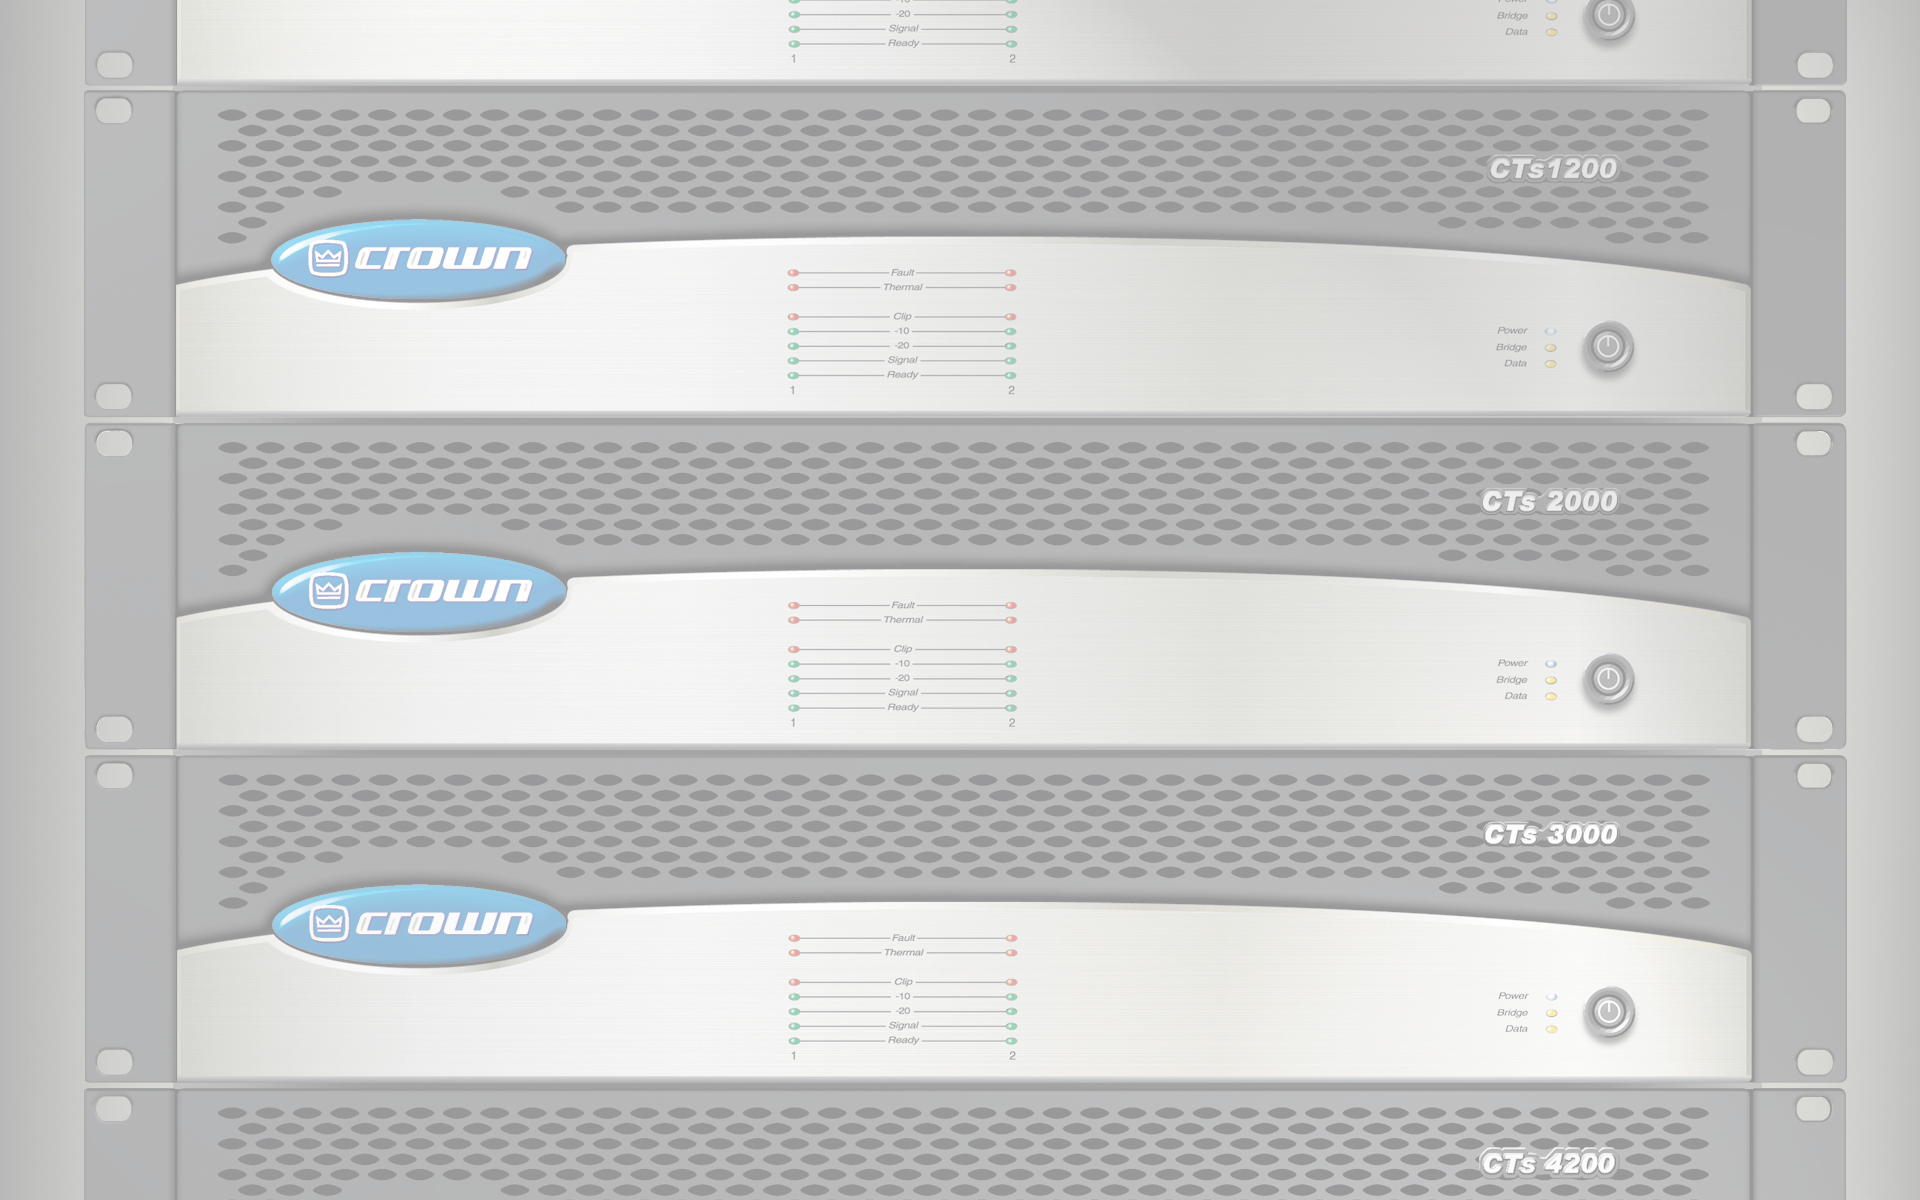 -20
Signal
Ready
1 2
Bridge
Data
CTs1200
crown
Fault
Thermal
Clip
-10
-20
Signal
Ready
1 2
Power
Bridge
Data
CTs 2000
crown
Fault
Thermal
Clip
-10
-20
Signal
Ready
1 2
Power
Bridge
Data
CTs 3000
crown
Fault
Thermal
Clip
-10
-20
Signal
Ready
1 2
Power
Bridge
Data
CTs 4200